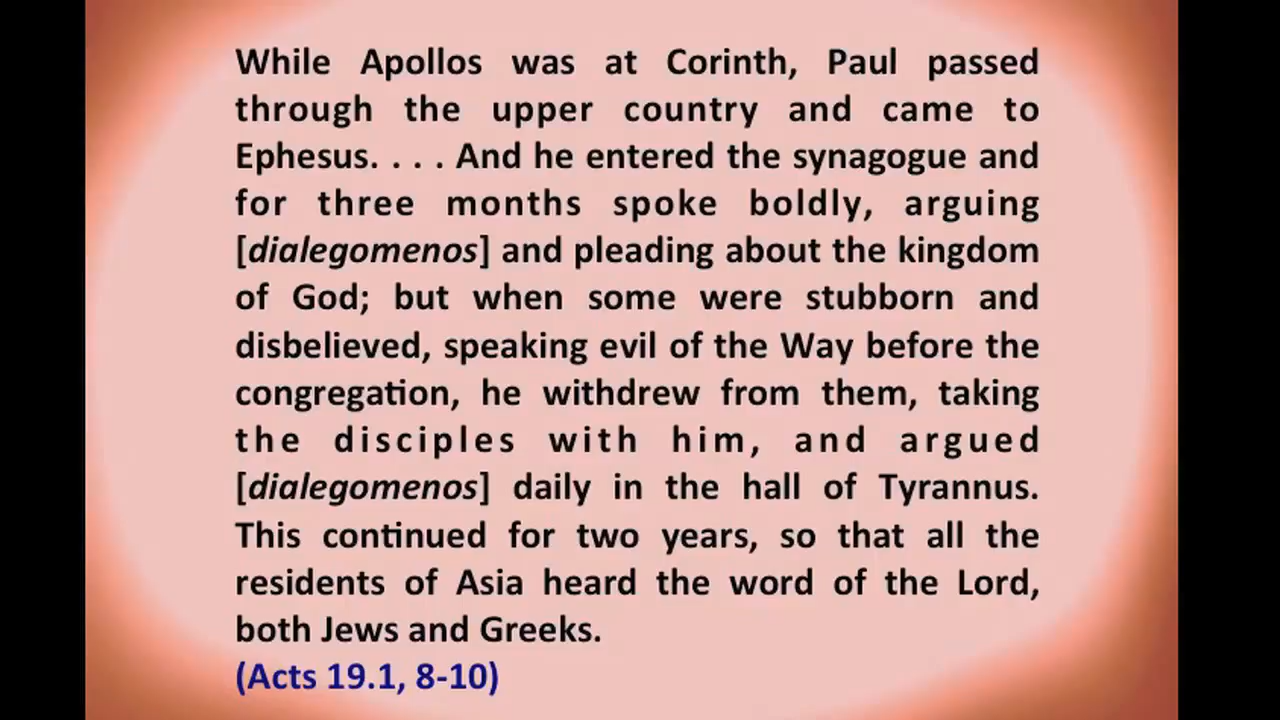 While Apollos was at Corinth, Paul passed
through the upper country and came to
Ephesus. . . . And he entered the synagogue and
for three months spoke boldly, arguing
[dialegomenos] and pleading about the kingdom
of God; but when some were stubborn and
disbelieved, speaking evil of the Way before the
congregation, he withdrew from them, taking
the disciples with him, and argued
[dialegomenos] daily in the hall of Tyrannus.
This continued for two years, so that all the
residents of Asia heard the word of the Lord,
both Jews and Greeks.
(Acts 19.1, 8-10)